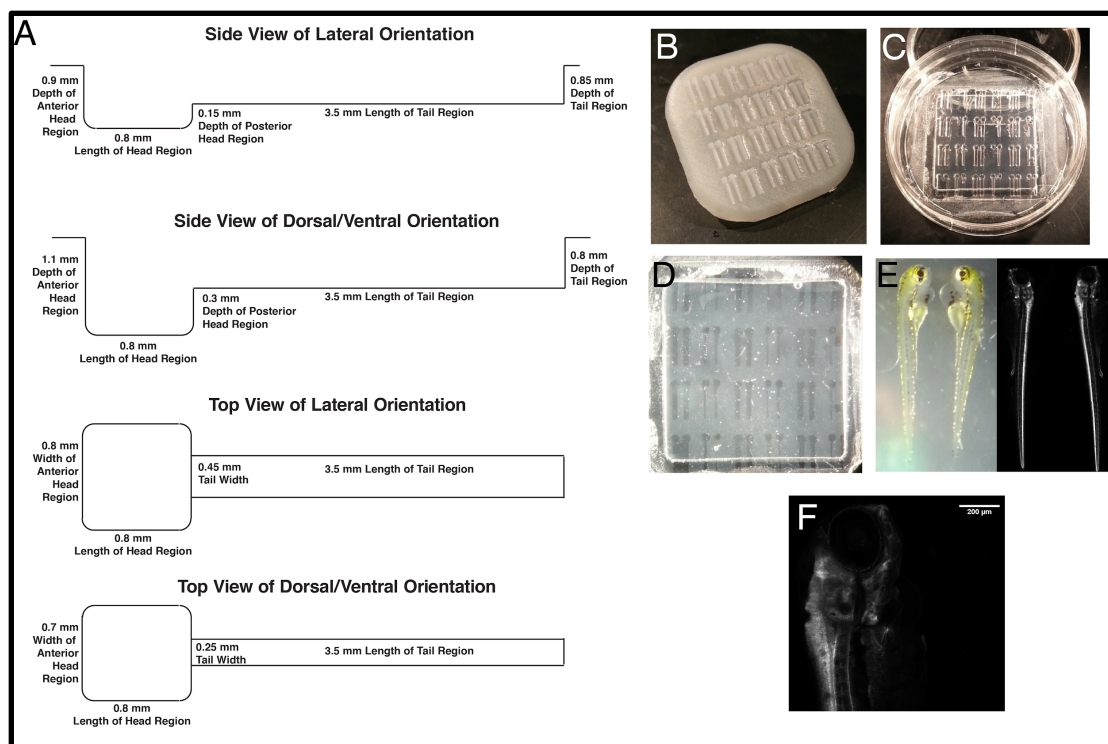 A
Side View of Lateral Orientation
0.9 mm
Depth of
Anterior
Head
Region
0.8 mm
Length of Head Region
0.15 mm
Depth of Posterior
Head Region
3.5 mm Length of Tail Region
0.85 mm
Depth of
Tail Region
Side View of Dorsal/Ventral Orientation
1.1 mm
Depth of
Anterior
Head
Region
0.8 mm
Length of Head Region
0.3 mm
Depth of Posterior
Head Region
3.5 mm Length of Tail Region
0.8 mm
Depth of
Tail Region
Top View of Lateral Orientation
0.8 mm
Width of
Anterior
Head
Region
0.45 mm
Tail Width
3.5 mm Length of Tail Region
0.8 mm
Length of Head Region
Top View of Dorsal/Ventral Orientation
0.7 mm
Width of
Anterior
Head
Region
0.25 mm
Tail Width
3.5 mm Length of Tail Region
0.8 mm
Length of Head Region
B
C
D
E
F
200 µm